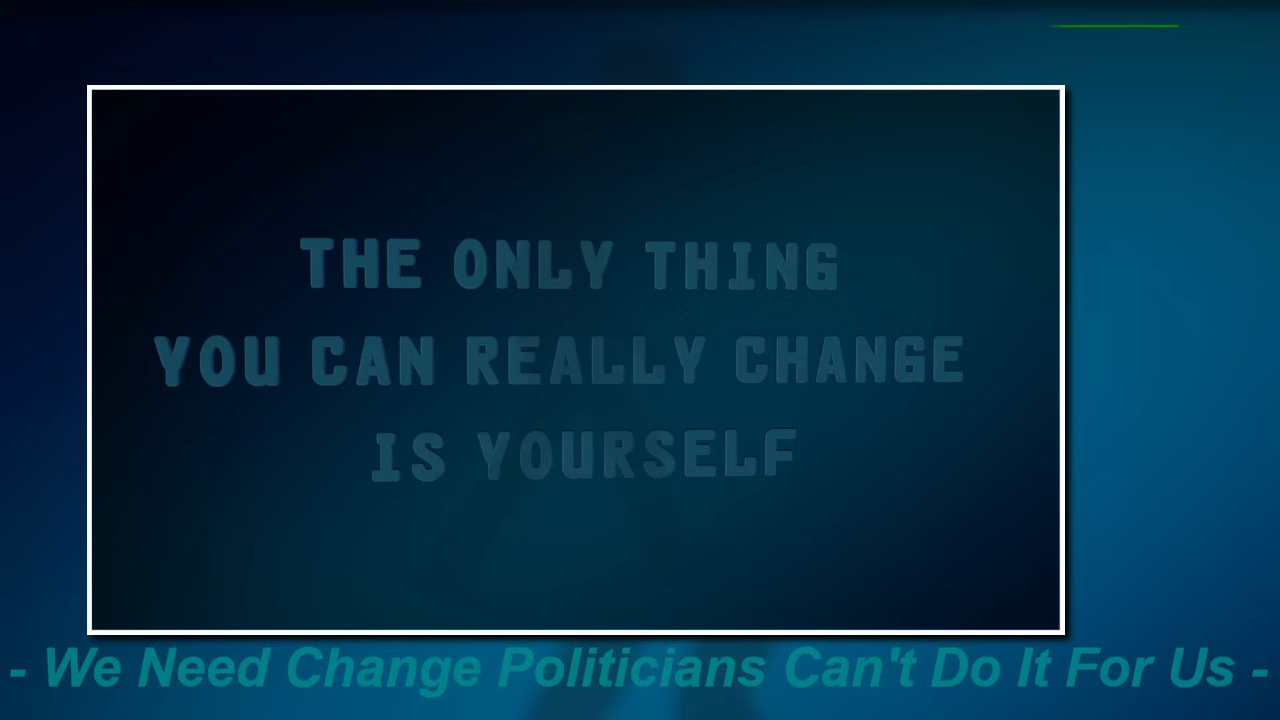 THE ONLY THING
YOU CAN REALLY CHANGE
IS YOURSELF
- We Need Change Politicians Can't Do It For Us -